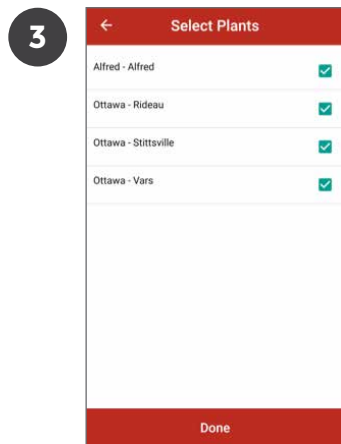 3
Select Plants
Alfred - Alfred
Ottawa - Rideau
Ottawa - Stittsville
Ottawa - Vars
Done